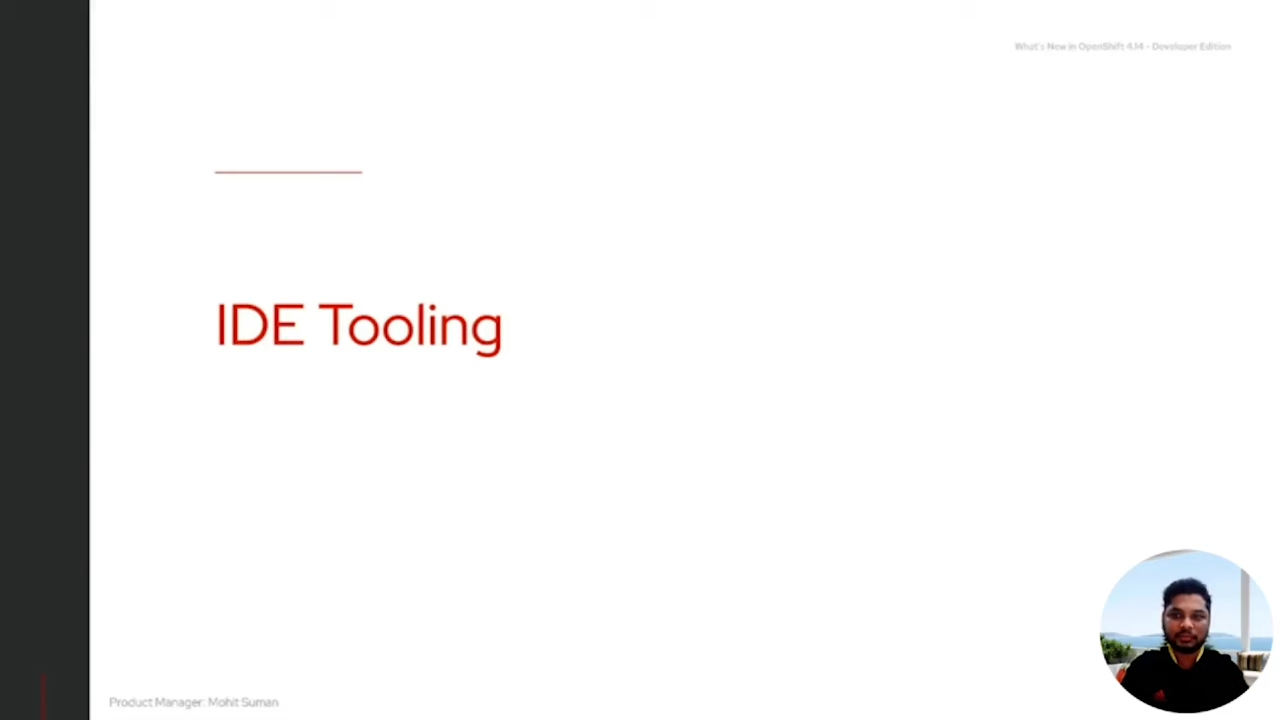 What's New in OpenShift 4.14 - Developer Edition
IDE Tooling
Product Manager: Mohit Suman